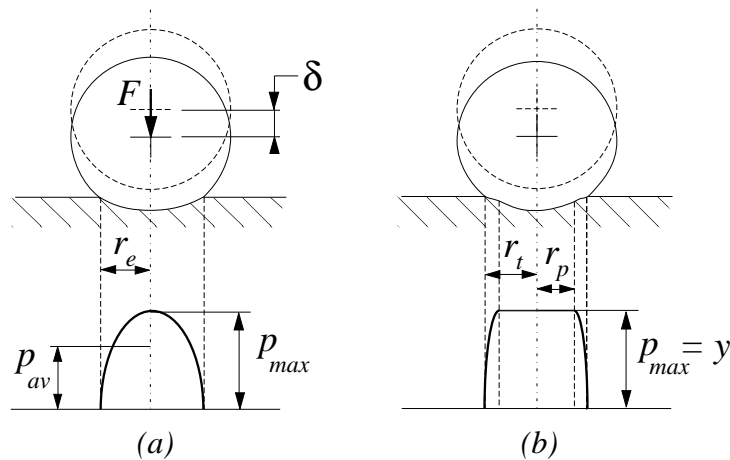 F
δ
r_e
r_t
r_p
p_av
p_max
p_max = y
(a)
(b)